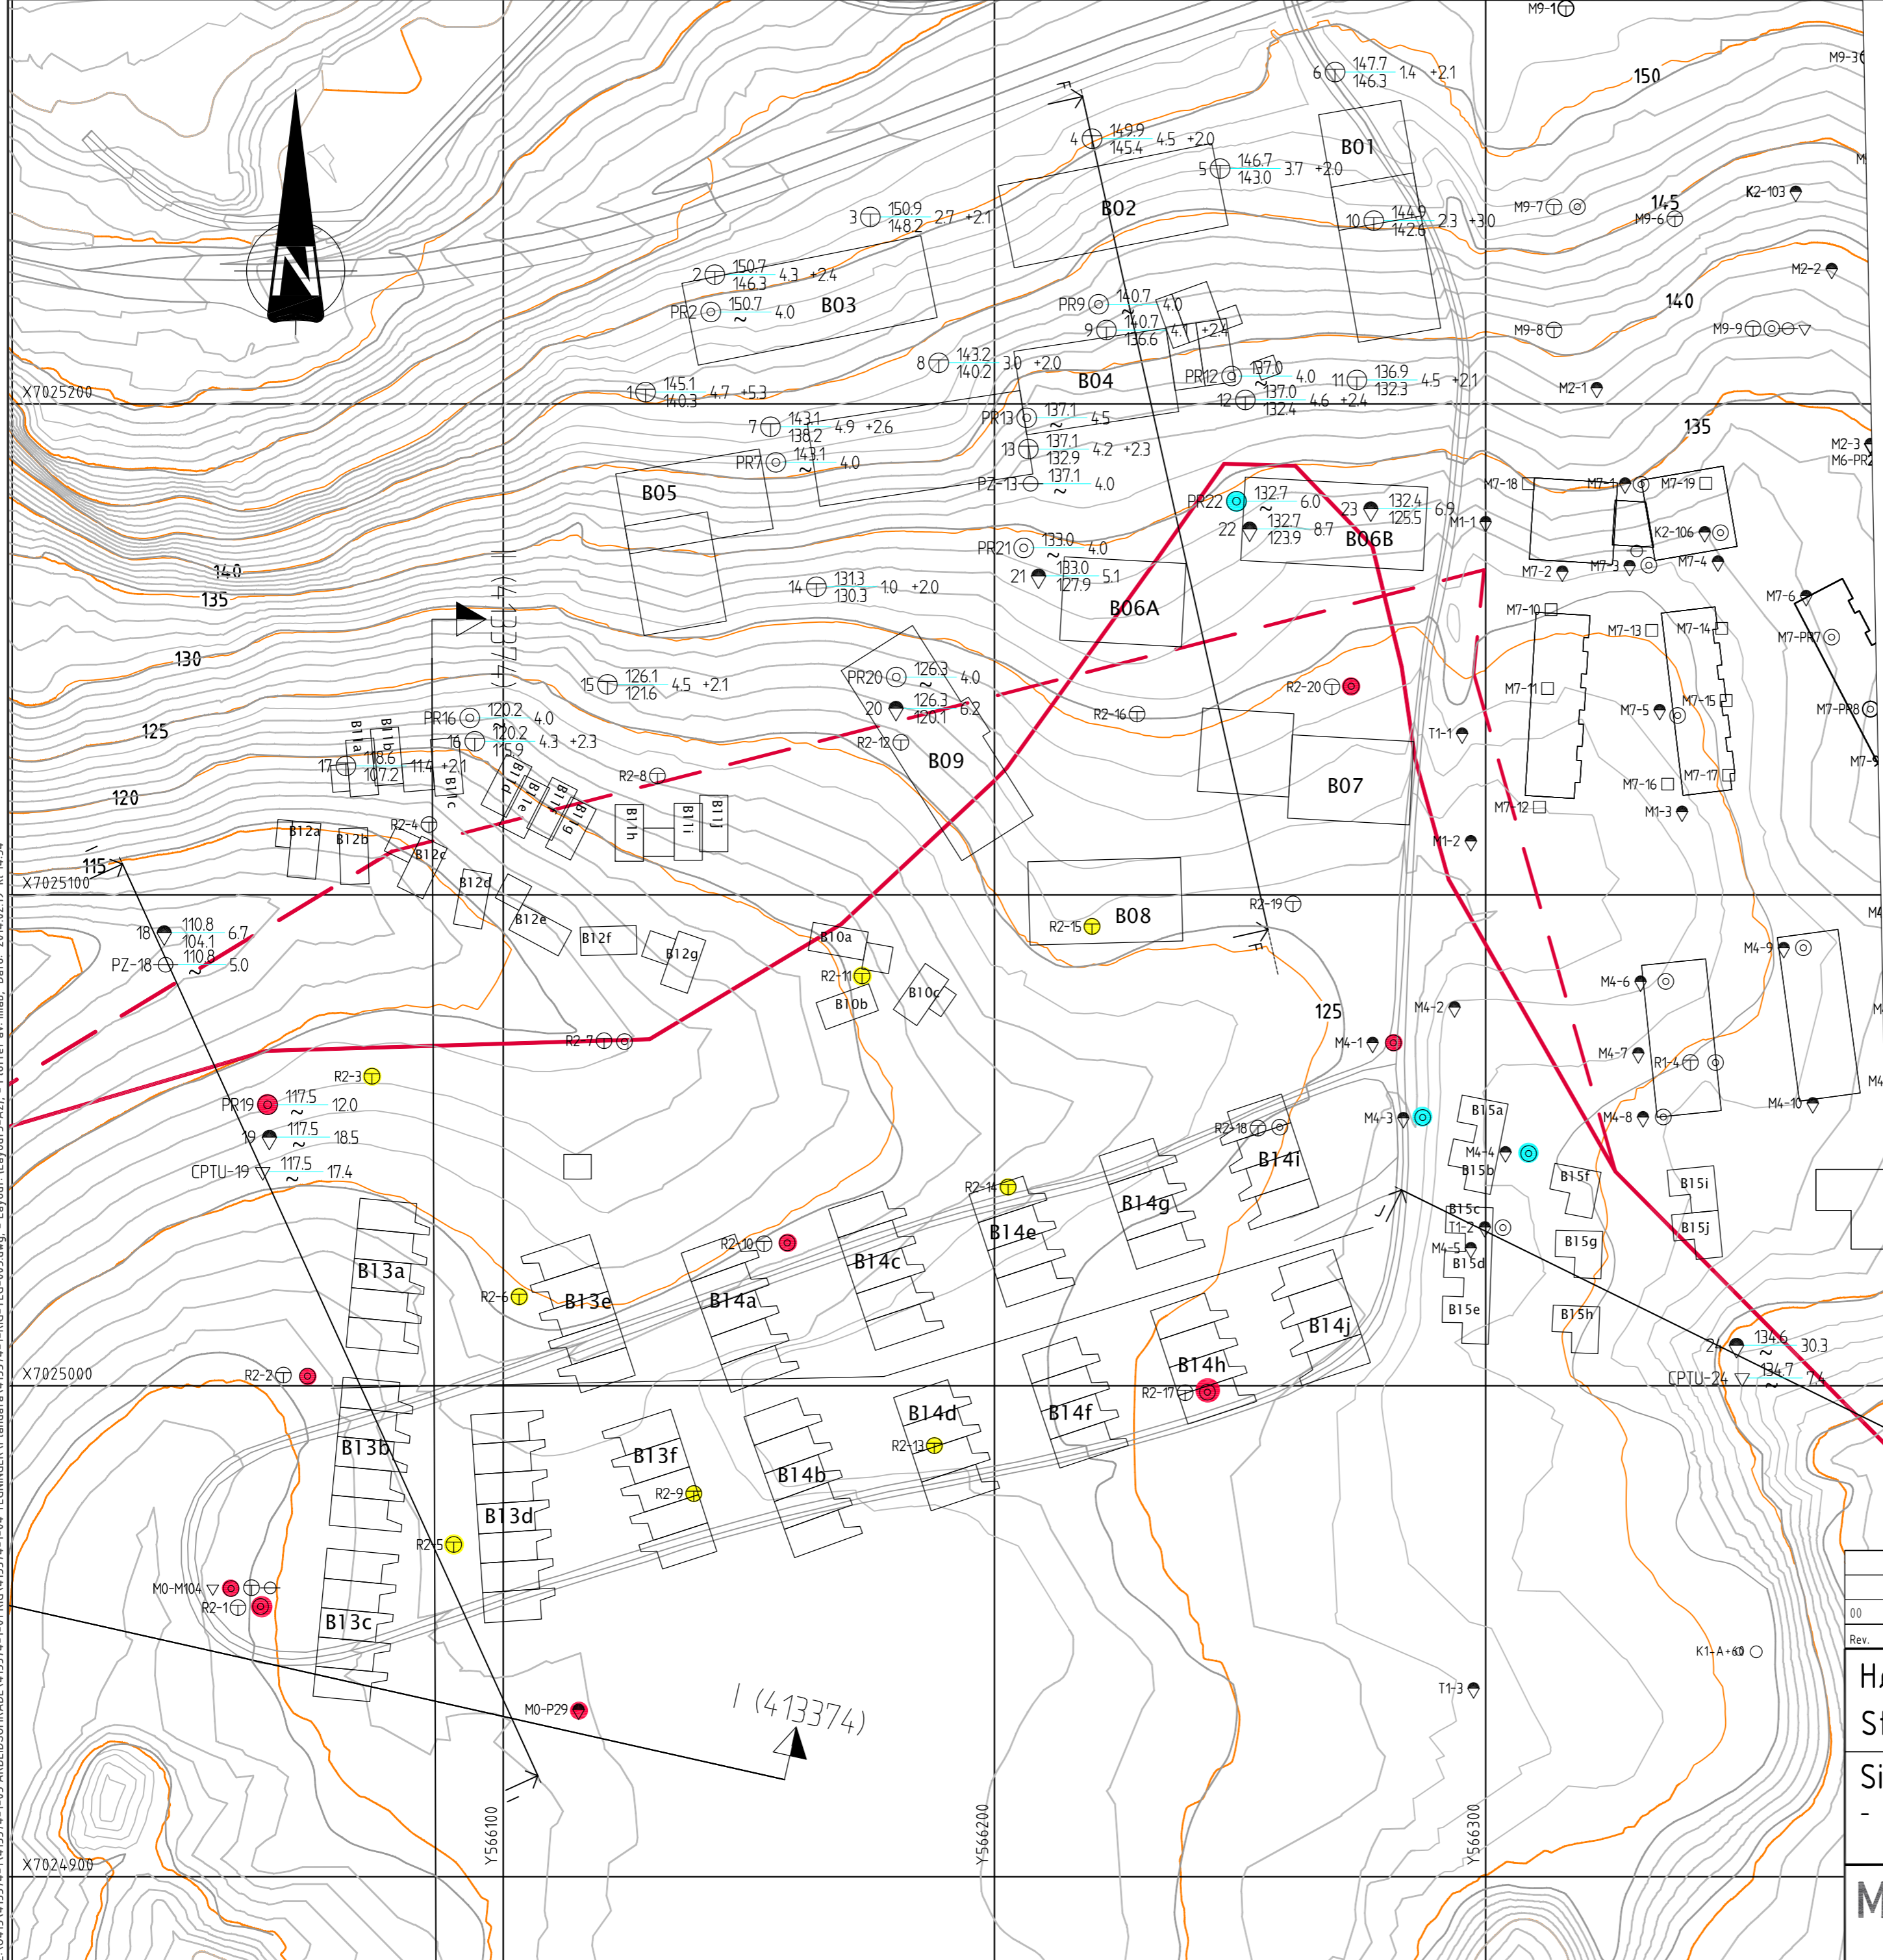 M9-1
6 147.7 1.4 +2.1
146.3
150
M9-3
F
4 149.9 4.5 +2.0
145.4
B01
5 146.7 3.7 +2.0
143.0
K2-103
145
M9-7
M9-6
3 150.9 2.7 +2.1
148.2
B02
10 144.9 2.3 +3.0
142.6
N
2 150.7 4.3 +2.4
146.3
M2-2
PR2 150.7 4.0
~
B03
PR9 140.7 4.0
~
140
9 140.7 4.1 +2.4
136.6
M9-8
M9-9
8 143.2 3.0 +2.0
140.2
B04
PR12 137.0 4.0
~
11 136.9 4.5 +2.1
132.3
M2-1
X7025200
1 145.1 4.7 +5.3
140.3
12 137.0 4.6 +2.4
132.4
PR13 137.1 4.5
~
7 143.1 4.9 +2.6
138.2
135
13 137.1 4.2 +2.3
132.9
M2-3
M6-PR2
PR7 143.1 4.0
~
PZ-13 137.1 4.0
~
M7-18
M7-1
M7-19
B05
PR22 132.7 6.0
~
23 132.4 6.9
125.5
22 132.7 8.7
123.9
M1-1
B06B
K2-106
PR21 133.0 4.0
~
140
21 133.0 5.1
127.9
M7-2
M7-3
M7-4
II (413374)
14 131.3 1.0 +2.0
130.3
135
B06A
M7-10
M7-6
M7-13
M7-14
M7-PR7
130
15 126.1 4.5 +2.1
121.6
PR20 126.3 4.0
~
R2-20
M7-11
M7-15
20 126.3 6.2
120.1
R2-16
M7-5
M7-PR8
PR16 120.2 4.0
~
125
16 120.2 4.3 +2.3
115.9
R2-12
T1-1
B11a
B11b
17 118.6 11.4 +2.1
107.2
B09
R2-8
M7-9
B11c
B11d
B11e
B11f
B11g
B07
M7-16
M7-17
120
M7-12
M1-3
R2-4
B11h
B11i
B11j
B12a
B12b
B12c
M1-2
115
X7025100
B12d
R2-19
B12e
B08
R2-15
18 110.8 6.7
104.1
B12f
B12g
B10a
F
M4-9
PZ-18 110.8 5.0
~
R2-11
M4-6
B10b
B10c
125
M4-2
R2-7
M4-1
M4-7
R1-4
R2-3
PR19 117.5 12.0
~
B15a
M4-10
M4-3
M4-8
R2-18
19 117.5 18.5
~
M4-4
B14i
B15b
CPTU-19 117.5 17.4
~
B15f
B15i
R2-14
B14g
B15c
B14e
T1-2
B15j
R2-10
M4-5
B15g
B14c
B15d
B13a
R2-6
B13e
B14a
B15e
B15h
B14j
24 134.6 30.3
~
R2-2
B14h
CPTU-24 134.7 7.4
~
X7025000
R2-17
B14d
B14f
B13b
R2-13
B13f
B14b
R2-9
B13d
R2-5
M0-M104
R2-1
B13c
00
Rev.
K1-A+60
T1-3
M0-P29
I (413374)
Y566100
Y566200
Y566300
X7024900
-